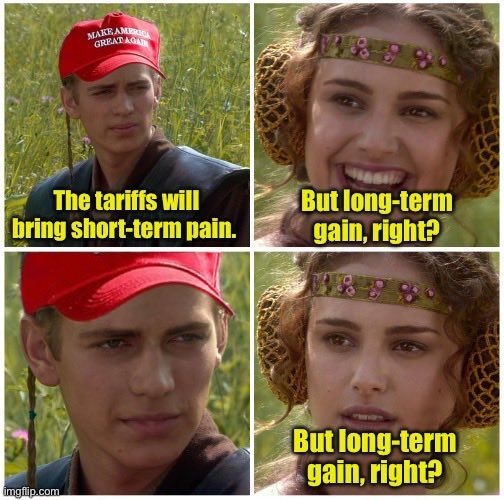 MAKE AMERICA
GREAT AGAIN
The tariffs will
bring short-term pain.
But long-term
gain, right?
But long-term
gain, right?
imgflip.com